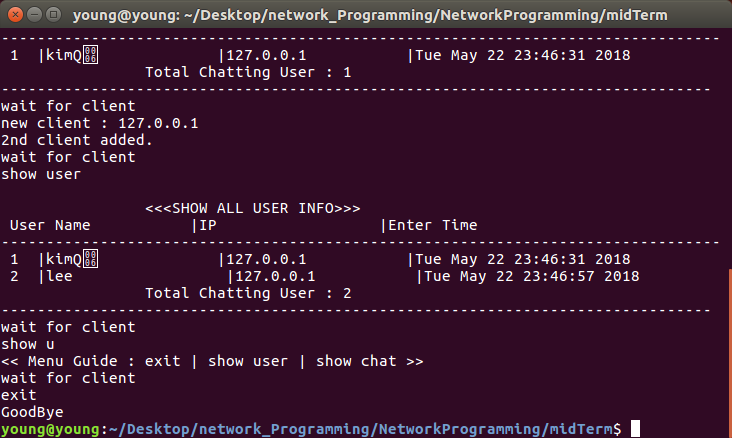 young@young: ~/Desktop/network_Programming/NetworkProgramming/midTerm
--------------------------------------------------------------------------------
 1  |kimQ              |127.0.0.1           |Tue May 22 23:46:31 2018
                Total Chatting User : 1
-------------------------------------------------------------------------------
wait for client
new client : 127.0.0.1
2nd client added.
wait for client
show user
                <<<SHOW ALL USER INFO>>>
 User Name           |IP                  |Enter Time
--------------------------------------------------------------------------------
 1  |kimQ              |127.0.0.1           |Tue May 22 23:46:31 2018
 2  |lee                 |127.0.0.1           |Tue May 22 23:46:57 2018
                Total Chatting User : 2
-------------------------------------------------------------------------------
wait for client
show u
<< Menu Guide : exit | show user | show chat >>
wait for client
exit
GoodBye
young@young:~/Desktop/network_Programming/NetworkProgramming/midTerm$